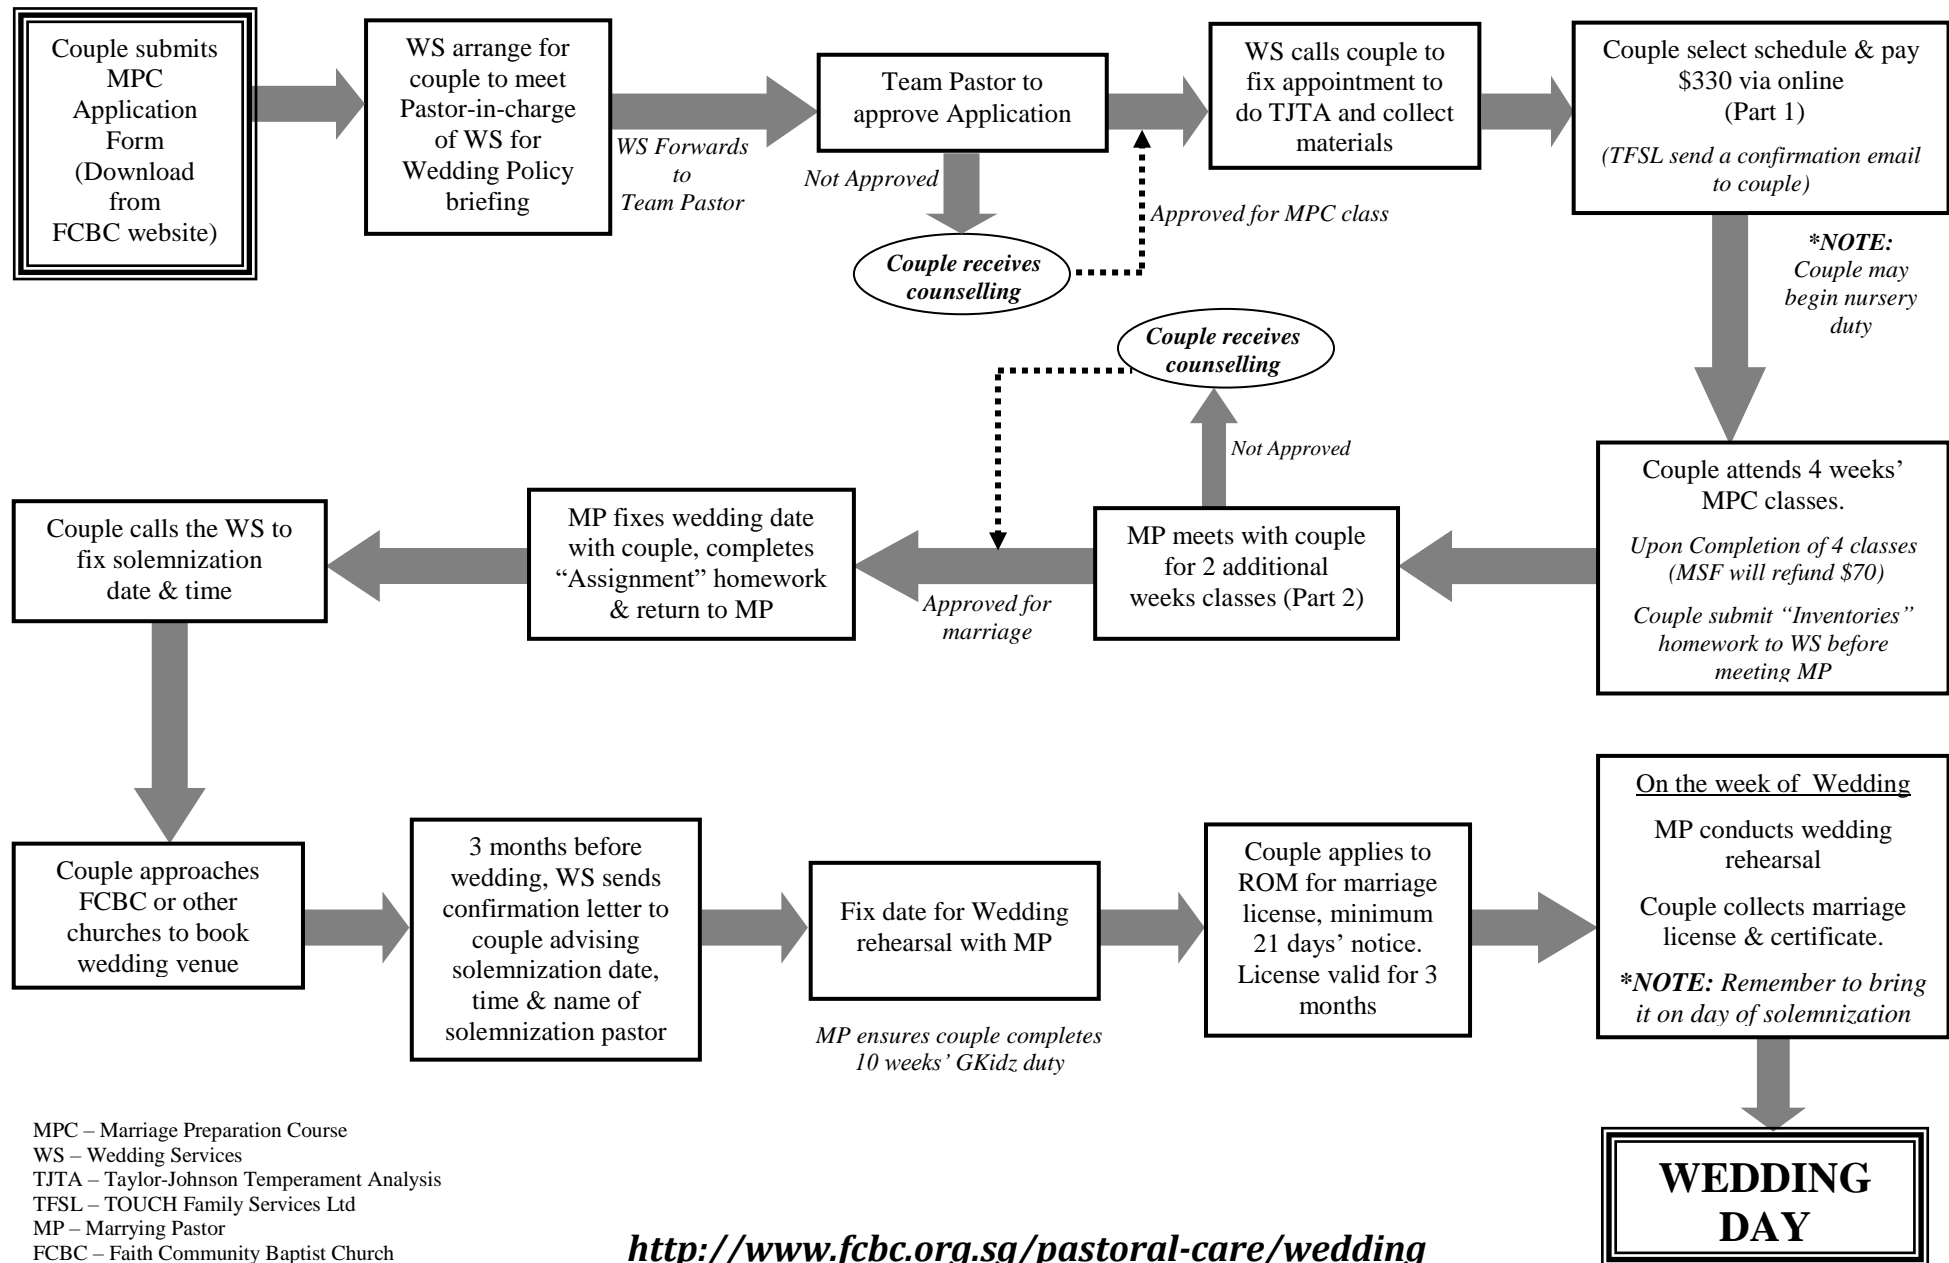 Couple submits
MPC
Application
Form
(Download
from
FCBC website)
WS arrange for
couple to meet
Pastor-in-charge
of WS for
Wedding Policy
briefing
WS Forwards
to
Team Pastor
Team Pastor to
approve Application
Not Approved
Couple receives
counselling
Approved for MPC class
WS calls couple to
fix appointment to
do TJTA and collect
materials
Couple select schedule & pay
$330 via online
(Part 1)
(TFSL send a confirmation email
to couple)
*NOTE:
Couple may
begin nursery
duty
Couple attends 4 weeks’
MPC classes.
Upon Completion of 4 classes
(MSF will refund $70)
Couple submit “Inventories”
homework to WS before
meeting MP
MP meets with couple
for 2 additional
weeks classes (Part 2)
Not Approved
Couple receives
counselling
Approved for
marriage
MP fixes wedding date
with couple, completes
“Assignment” homework
& return to MP
Couple calls the WS to
fix solemnization
date & time
Couple approaches
FCBC or other
churches to book
wedding venue
3 months before
wedding, WS sends
confirmation letter to
couple advising
solemnization date,
time & name of
solemnization pastor
Fix date for Wedding
rehearsal with MP
MP ensures couple completes
10 weeks’ GKidz duty
Couple applies to
ROM for marriage
license, minimum
21 days’ notice.
License valid for 3
months
On the week of Wedding
MP conducts wedding
rehearsal
Couple collects marriage
license & certificate.
*NOTE: Remember to bring
it on day of solemnization
WEDDING
DAY
MPC – Marriage Preparation Course
WS – Wedding Services
TJTA – Taylor-Johnson Temperament Analysis
TFSL – TOUCH Family Services Ltd
MP – Marrying Pastor
FCBC – Faith Community Baptist Church
http://www.fcbc.org.sg/pastoral-care/wedding